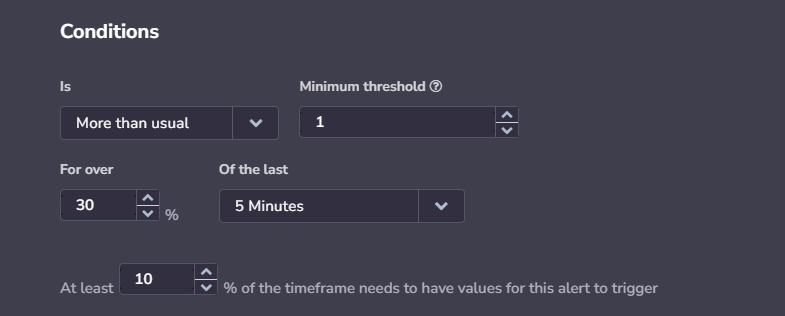 Conditions
Is
Minimum threshold ?
More than usual
1
For over
Of the last
30 %
5 Minutes
At least 10 % of the timeframe needs to have values for this alert to trigger